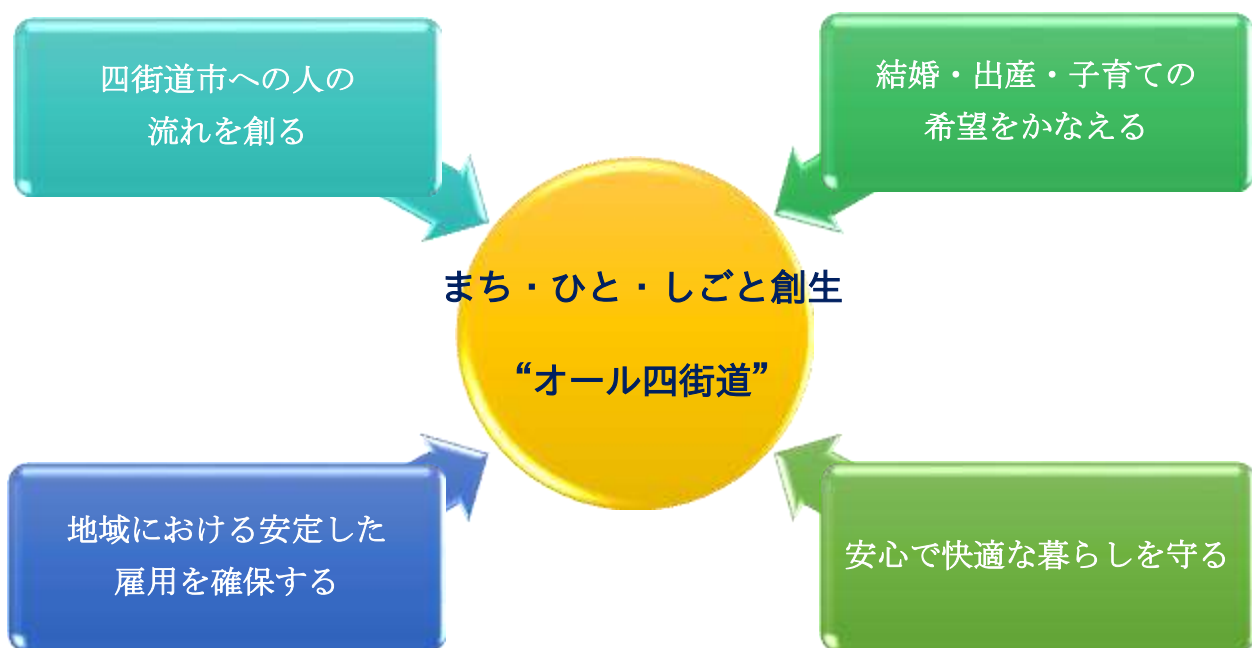 四街道市への人の
流れを創る
結婚・出産・子育ての
希望をかなえる
まち・ひと・しごと創生
“オール四街道”
地域における安定した
雇用を確保する
安心で快適な暮らしを守る